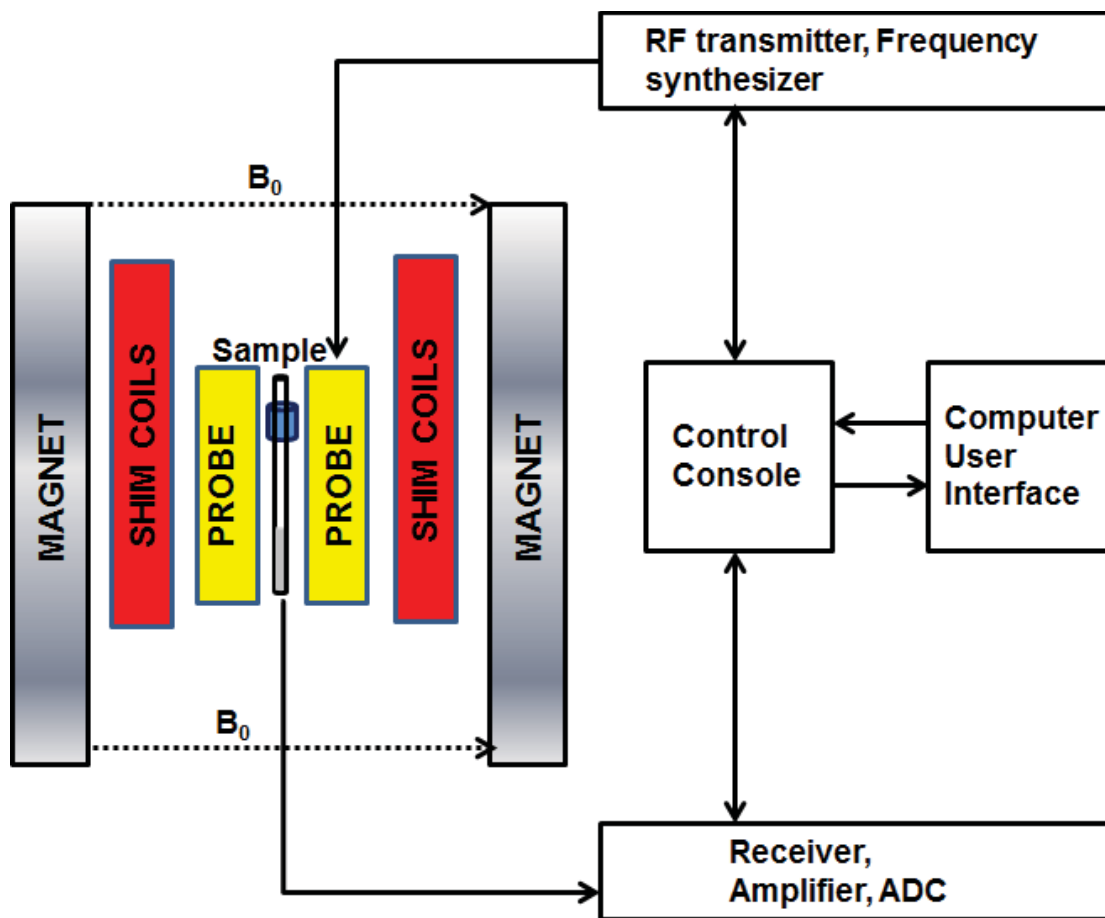 RF transmitter, Frequency
synthesizer
B₀
MAGNET
SHIM COILS
Sample
PROBE
PROBE
SHIM COILS
MAGNET
Control
Console
Computer
User
Interface
B₀
Receiver,
Amplifier, ADC